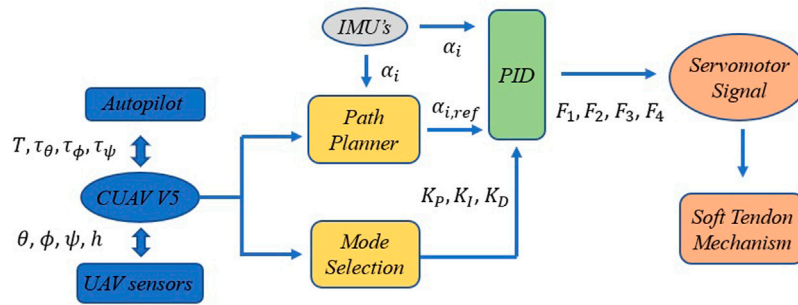 IMU's
α_i
α_i
PID
Servomotor
Signal
Autopilot
Path
Planner
α_{i,ref}
F_1, F_2, F_3, F_4
T, τ_θ, τ_ϕ, τ_ψ
CUAV V5
K_P, K_I, K_D
θ, ϕ, ψ, h
Mode
Selection
Soft Tendon
Mechanism
UAV sensors